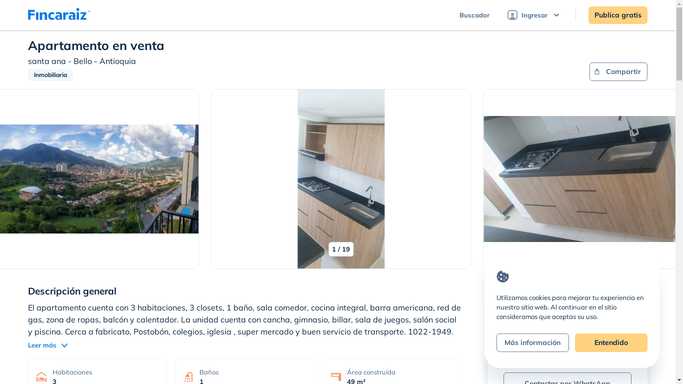 Fincaraiz
Buscador
Ingresar
Publica gratis
Apartamento en venta
santa ana - Bello - Antioquia
Inmobiliaria
Compartir
1 / 19
Descripción general
El apartamento cuenta con 3 habitaciones, 3 closets, 1 baño, sala comedor, cocina integral, barra americana, red de
gas, zona de ropas, balcón y calentador. La unidad cuenta con cancha, gimnasio, billar, sala de juegos, salón social
y piscina. Cerca a fabricato, Postobón, colegios, iglesia , super mercado y buen servicio de transporte. 1022-1949.
Leer más
Habitaciones
3
Baños
1
Área construida
49 m²
Utilizamos cookies para mejorar tu experiencia en
nuestro sitio web. Al continuar en el sitio
consideramos que aceptas su uso.
Más información
Entendido
Contactar por WhatsApp